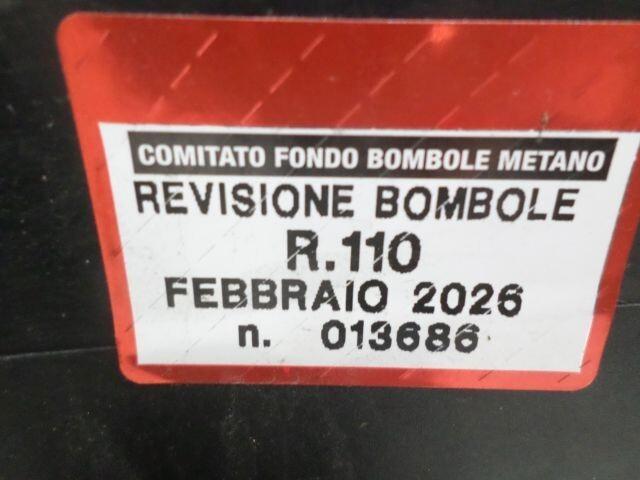 COMITATO FONDO BOMBOLE METANO
REVISIONE BOMBOLE
R.110
FEBBRAIO 2026
n. 013686